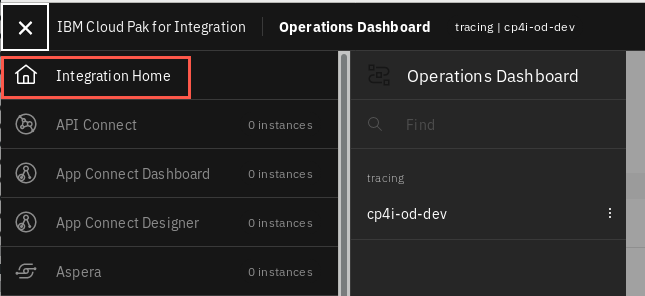 IBM Cloud Pak for Integration Operations Dashboard tracing | cp4i-od-dev
Integration Home
API Connect 0 instances
App Connect Dashboard 0 instances
App Connect Designer 0 instances
Aspera 0 instances
Operations Dashboard
Find
tracing
cp4i-od-dev